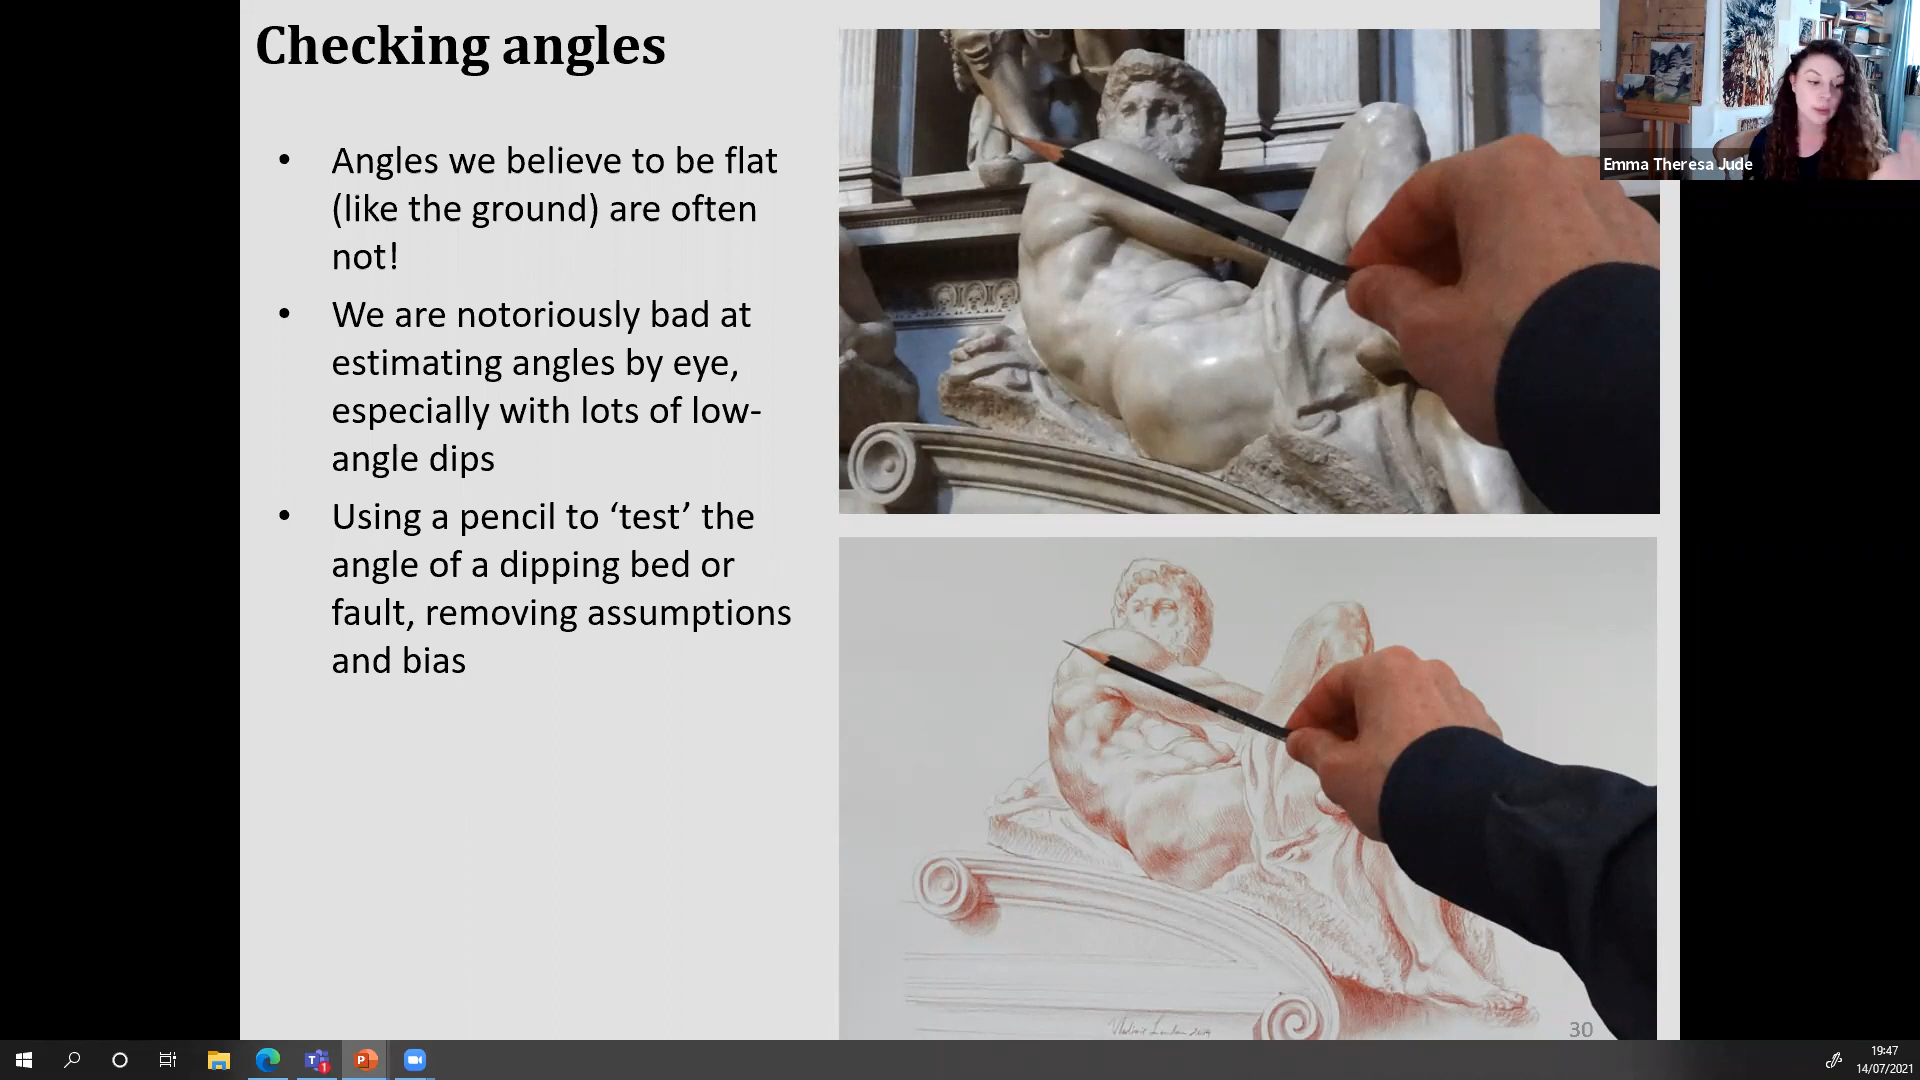 Checking angles
• Angles we believe to be flat
(like the ground) are often
not!
• We are notoriously bad at
estimating angles by eye,
especially with lots of low-
angle dips
• Using a pencil to ‘test’ the
angle of a dipping bed or
fault, removing assumptions
and bias
Emma Theresa Jude
30
19:47
14/07/2021